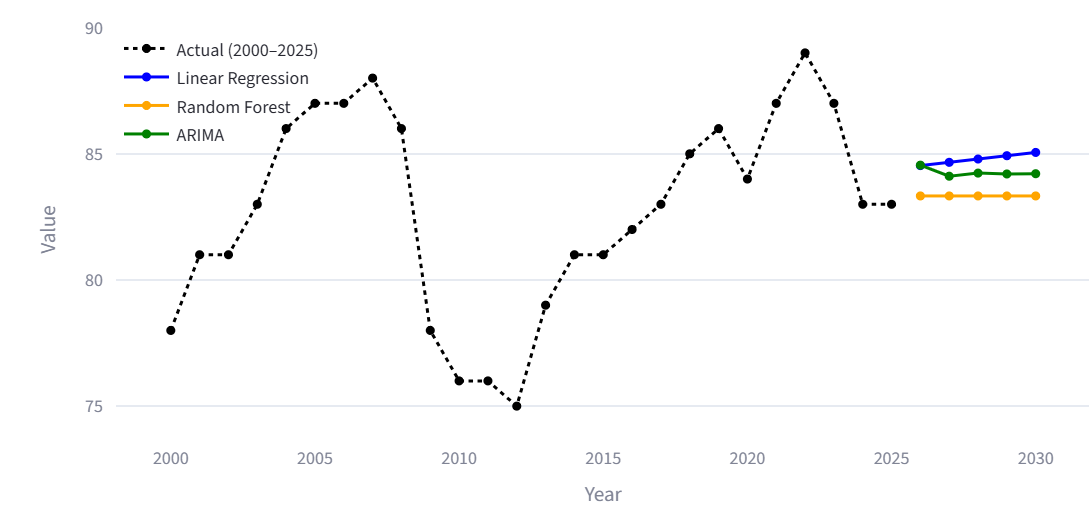 90
Actual (2000–2025)
Linear Regression
Random Forest
ARIMA
85
Value
80
75
2000 2005 2010 2015 2020 2025 2030
Year